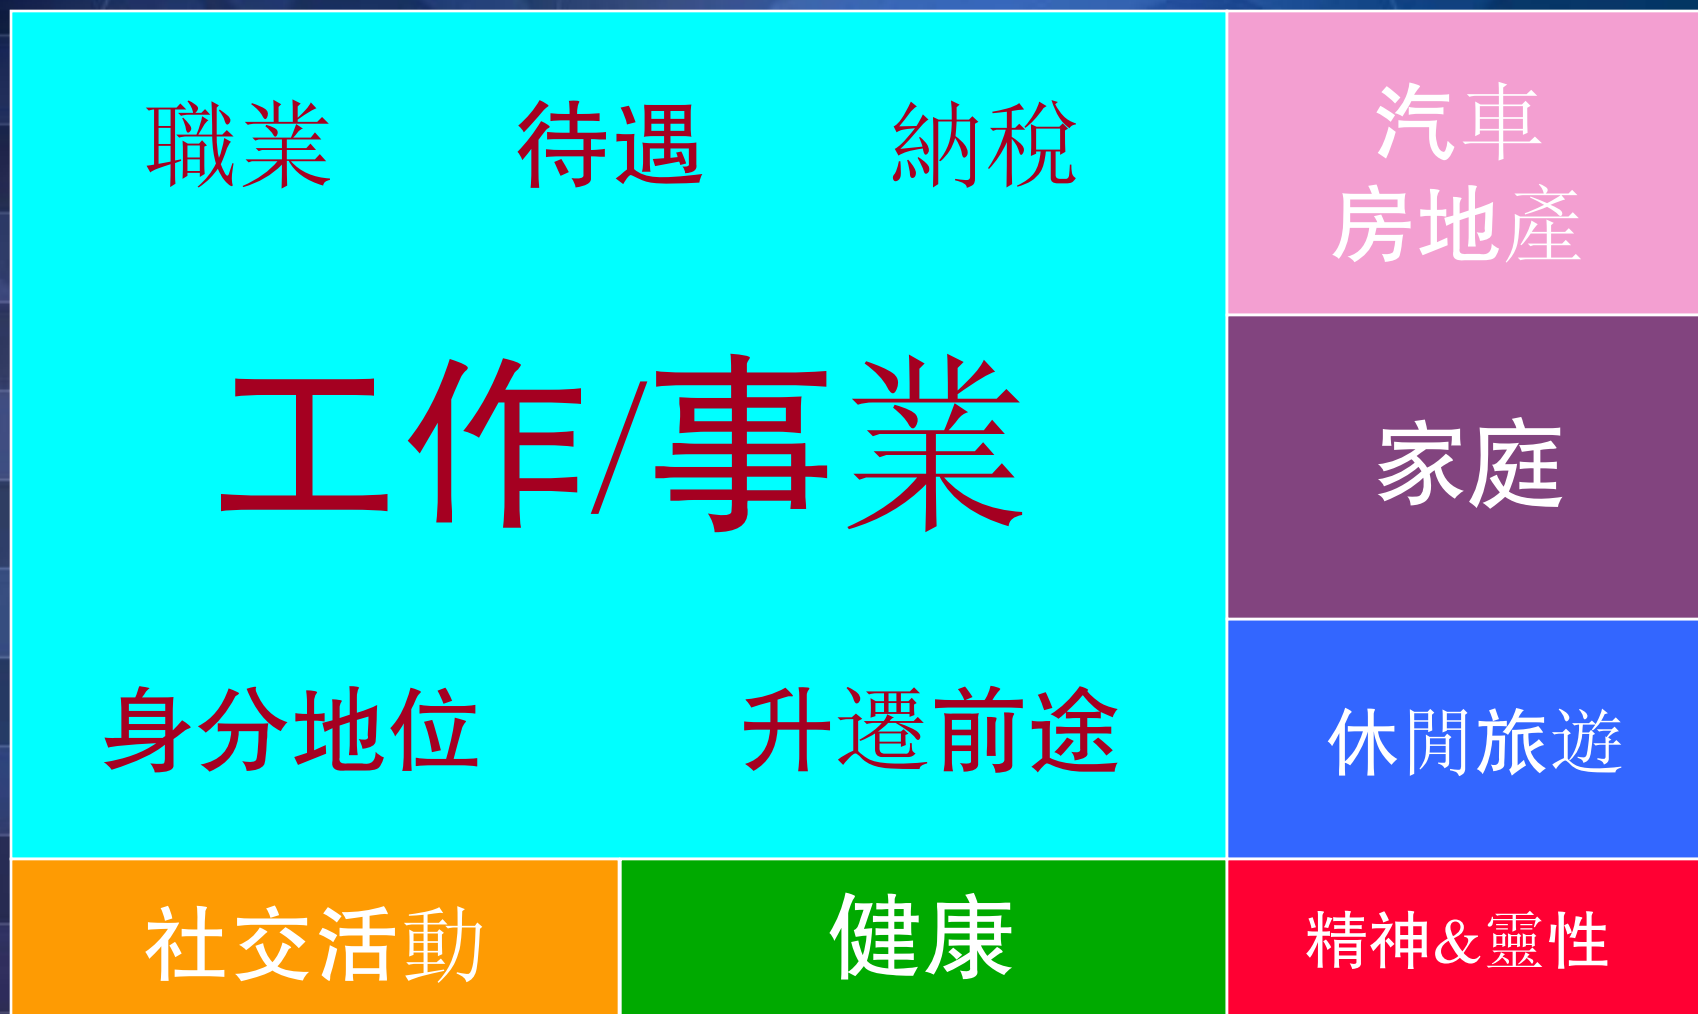 職業 待遇 納稅
工作/事業
身分地位 升遷前途
汽車
房地產
家庭
休閒旅遊
社交活動
健康
精神&靈性